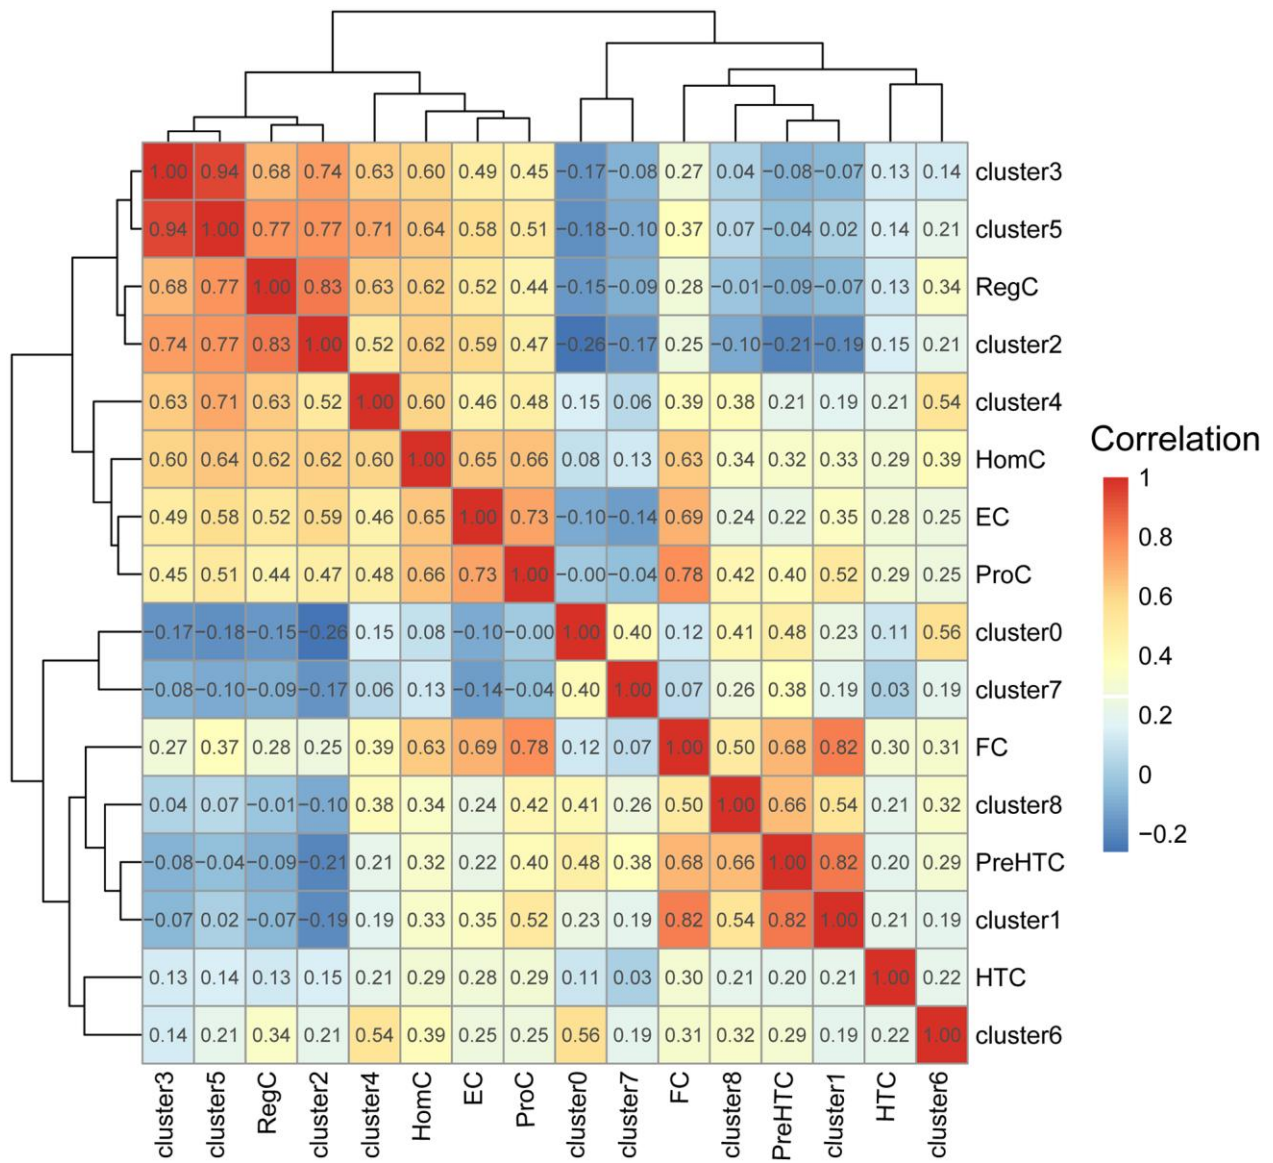 1.00 0.94 0.68 0.74 0.63 0.60 0.49 0.45 −0.17 −0.08 0.27 0.04 −0.08 −0.07 0.13 0.14 cluster3
0.94 1.00 0.77 0.77 0.71 0.64 0.58 0.51 −0.18 −0.10 0.37 0.07 −0.04 0.02 0.14 0.21 cluster5
0.68 0.77 1.00 0.83 0.63 0.62 0.52 0.44 −0.15 −0.09 0.28 −0.01 −0.09 −0.07 0.13 0.34 RegC
0.74 0.77 0.83 1.00 0.52 0.62 0.59 0.47 −0.26 −0.17 0.25 −0.10 −0.21 −0.19 0.15 0.21 cluster2
0.63 0.71 0.63 0.52 1.00 0.60 0.46 0.48 0.15 0.06 0.39 0.38 0.21 0.19 0.21 0.54 cluster4
0.60 0.64 0.62 0.62 0.60 1.00 0.65 0.66 0.08 0.13 0.63 0.34 0.32 0.33 0.29 0.39 HomC
0.49 0.58 0.52 0.59 0.46 0.65 1.00 0.73 −0.10 −0.14 0.69 0.24 0.22 0.35 0.28 0.25 EC
0.45 0.51 0.44 0.47 0.48 0.66 0.73 1.00 −0.00 −0.04 0.78 0.42 0.40 0.52 0.29 0.25 ProC
−0.17 −0.18 −0.15 −0.26 0.15 0.08 −0.10 −0.00 1.00 0.40 0.12 0.41 0.48 0.23 0.11 0.56 cluster0
−0.08 −0.10 −0.09 −0.17 0.06 0.13 −0.14 −0.04 0.40 1.00 0.07 0.26 0.38 0.19 0.03 0.19 cluster7
0.27 0.37 0.28 0.25 0.39 0.63 0.69 0.78 0.12 0.07 1.00 0.50 0.68 0.82 0.30 0.31 FC
0.04 0.07 −0.01 −0.10 0.38 0.34 0.24 0.42 0.41 0.26 0.50 1.00 0.66 0.54 0.21 0.32 cluster8
−0.08 −0.04 −0.09 −0.21 0.21 0.32 0.22 0.40 0.48 0.38 0.68 0.66 1.00 0.82 0.20 0.29 PreHTC
−0.07 0.02 −0.07 −0.19 0.19 0.33 0.35 0.52 0.23 0.19 0.82 0.54 0.82 1.00 0.21 0.19 cluster1
0.13 0.14 0.13 0.15 0.21 0.29 0.28 0.29 0.11 0.03 0.30 0.21 0.20 0.21 1.00 0.22 HTC
0.14 0.21 0.34 0.21 0.54 0.39 0.25 0.25 0.56 0.19 0.31 0.32 0.29 0.19 0.22 1.00 cluster6
cluster3 cluster5 RegC cluster2 cluster4 HomC EC ProC cluster0 cluster7 FC cluster8 PreHTC cluster1 HTC cluster6
Correlation
1
0.8
0.6
0.4
0.2
0
−0.2